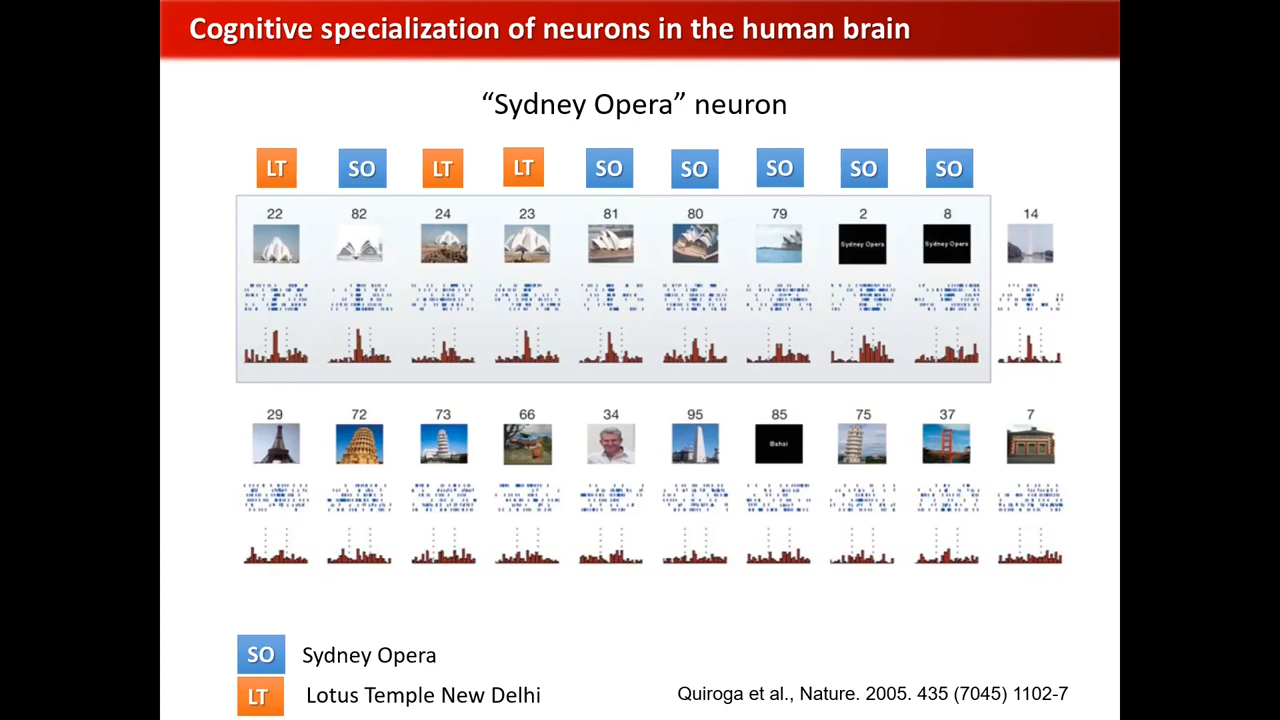 Cognitive specialization of neurons in the human brain
“Sydney Opera” neuron
LT SO LT LT SO SO SO SO SO
22 82 24 23 81 80 79 2 8 14
Sydney Opera Sydney Opera
29 72 73 66 34 95 85 75 37 7
Bahai
SO Sydney Opera
LT Lotus Temple New Delhi
Quiroga et al., Nature. 2005. 435 (7045) 1102-7